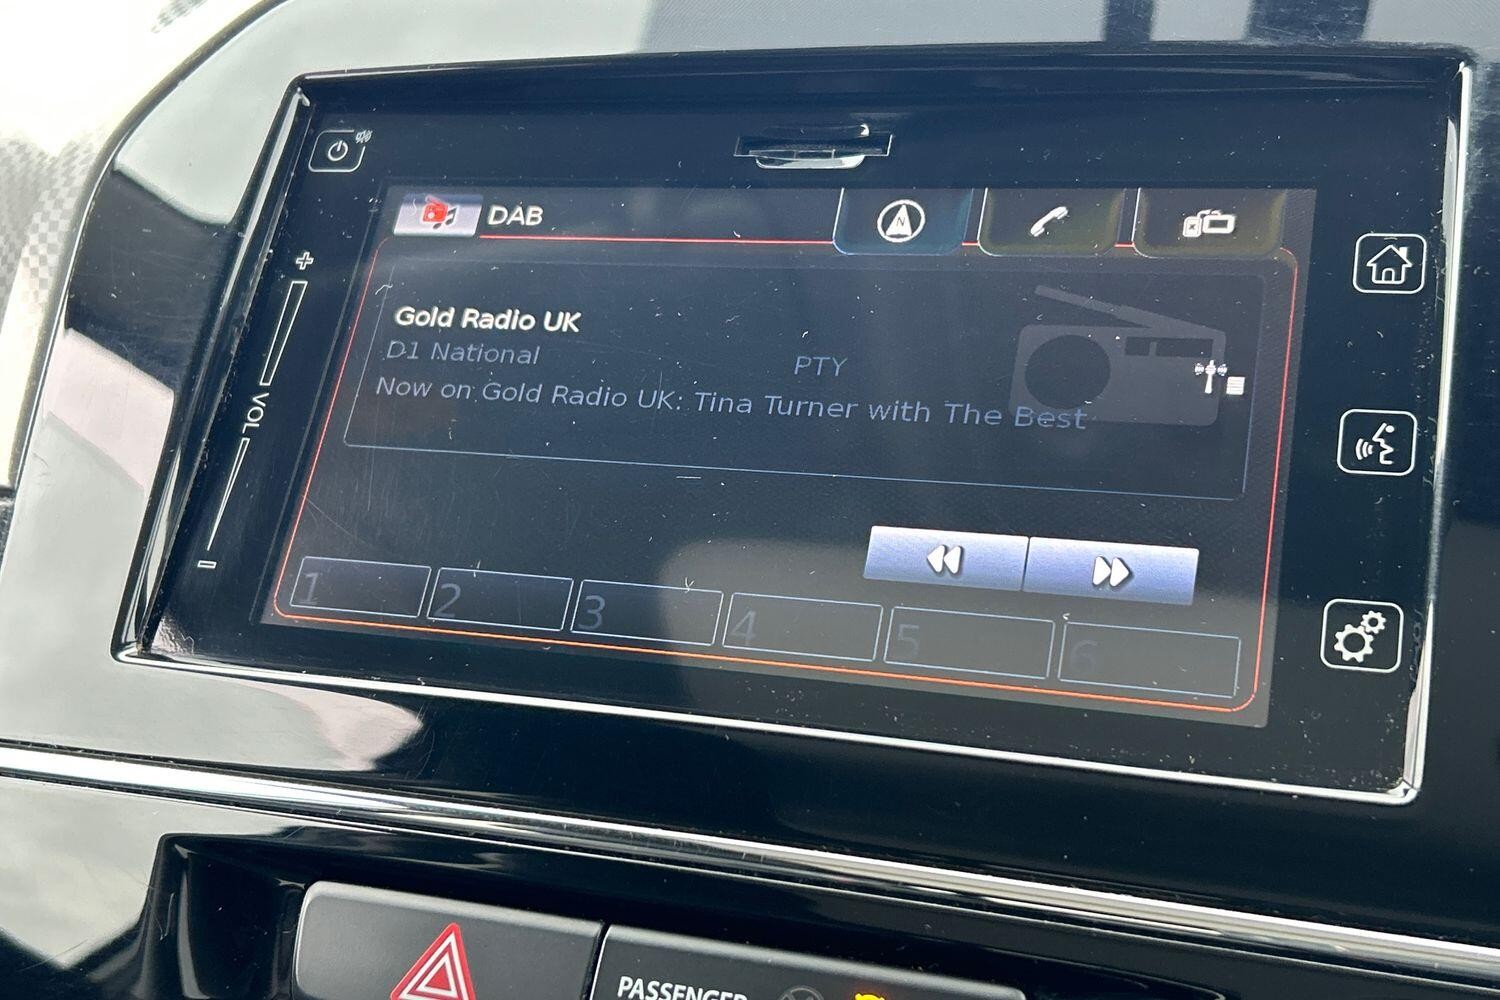 DAB
N
+
VOL
-
Gold Radio UK
D1 National
PTY
Now on Gold Radio UK: Tina Turner with The Best
1 2 3 4 5 6
PASSENGER